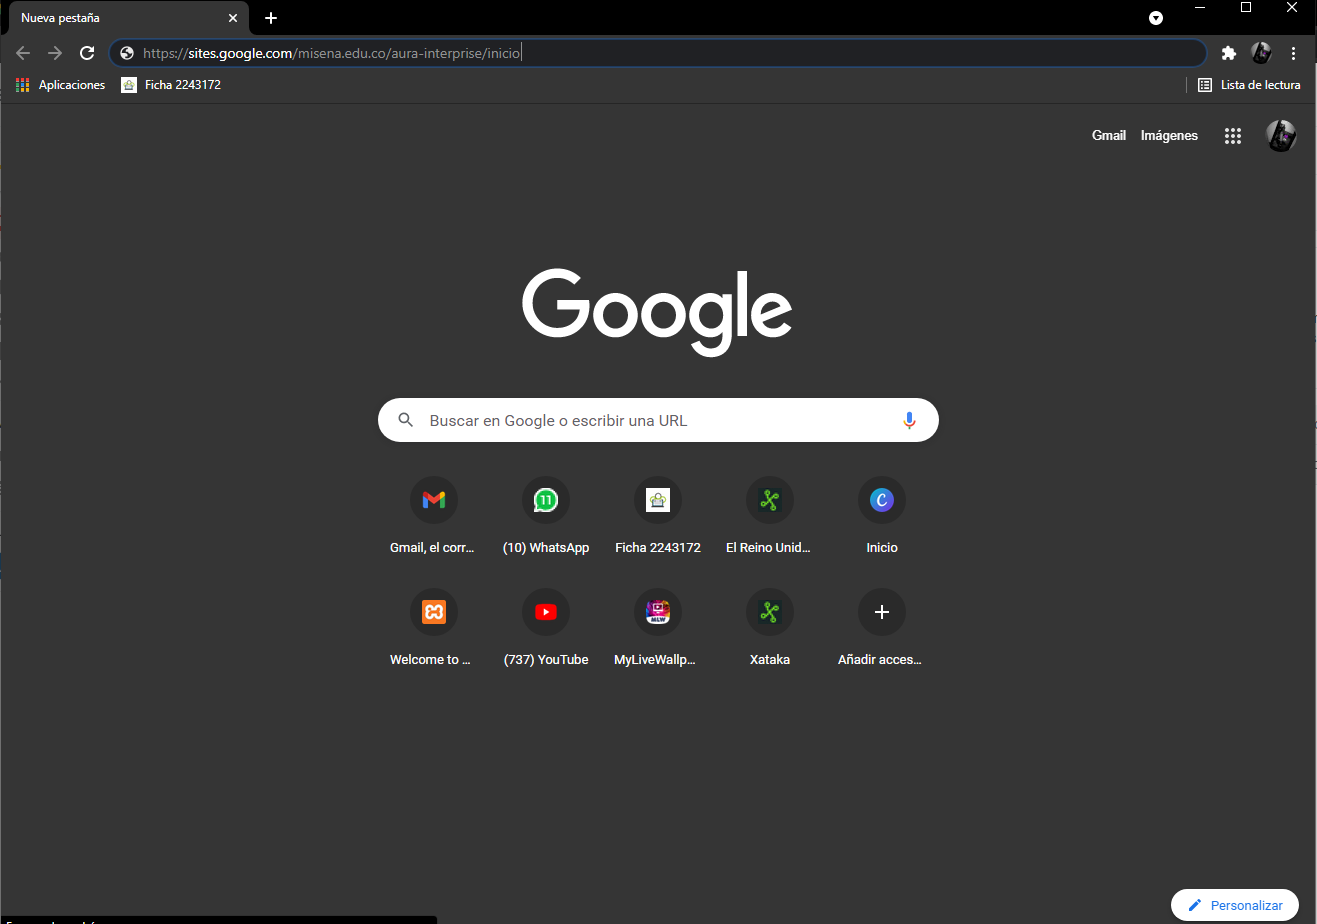 Nueva pestaña
https://sites.google.com/misena.edu.co/aura-interprise/inicio
Aplicaciones Ficha 2243172 Lista de lectura
Gmail Imágenes
Google
Buscar en Google o escribir una URL
11
Gmail, el corr... (10) WhatsApp Ficha 2243172 El Reino Unid... Inicio
MLW
Welcome to ... (737) YouTube MyLiveWallp... Xataka Añadir acces...
Personalizar